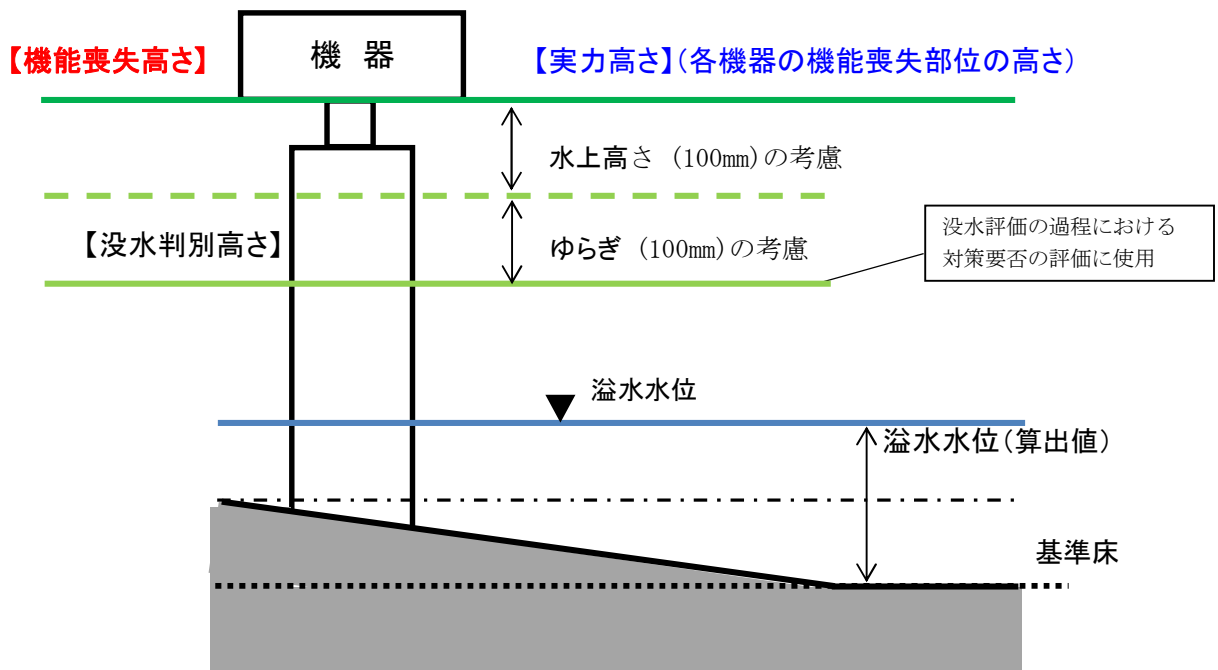 機 器
【機能喪失高さ】
【実力高さ】(各機器の機能喪失部位の高さ)
水上高さ (100mm)の考慮
【没水判別高さ】
ゆらぎ (100mm)の考慮
没水評価の過程における
対策要否の評価に使用
溢水水位
溢水水位(算出値)
基準床